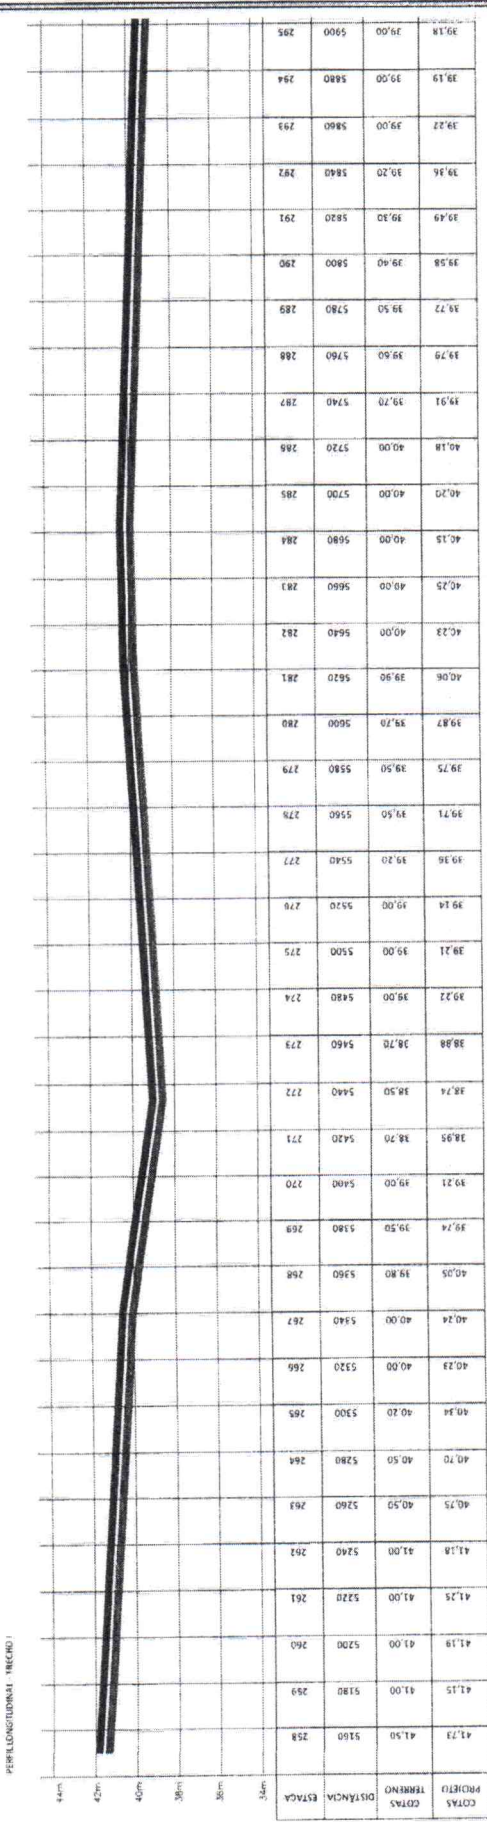 PERFIL LONGITUDINAL - TRECHO I
44m
42m
40m
38m
36m
34m
ESTACA 258 259 260 261 262 263 264 265 266 267 268 269 270 271 272 273 274 275 276 277 278 279 280 281 282 283 284 285 286 287 288 289 290 291 292 293 294 295
DISTÂNCIA 5160 5180 5200 5220 5240 5260 5280 5300 5320 5340 5360 5380 5400 5420 5440 5460 5480 5500 5520 5540 5560 5580 5600 5620 5640 5660 5680 5700 5720 5740 5760 5780 5800 5820 5840 5860 5880 5900
COTAS TERRENO 41,50 41,00 41,00 41,00 41,00 40,50 40,50 40,20 40,00 40,00 39,80 39,50 39,00 38,70 38,50 38,70 39,00 39,00 39,00 39,20 39,50 39,50 39,70 39,90 40,00 40,00 40,00 40,00 40,00 39,70 39,60 39,50 39,40 39,30 39,20 39,00 39,00 39,00
COTAS PROJETO 41,73 41,15 41,19 41,25 41,18 40,75 40,70 40,34 40,23 40,24 40,05 39,74 39,21 38,95 38,74 38,88 39,22 39,21 39,14 39,36 39,71 39,75 39,87 40,06 40,23 40,25 40,15 40,20 40,18 39,91 39,79 39,72 39,58 39,49 39,36 39,27 39,19 39,18